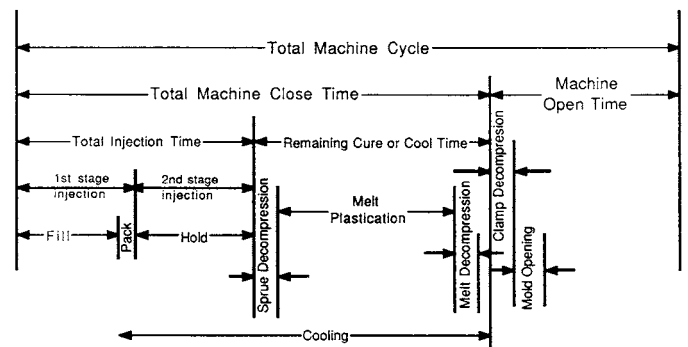 Total Machine Cycle
Total Machine Close Time
Machine
Open Time
Total Injection Time
Remaining Cure or Cool Time
1st stage
injection
2nd stage
injection
Fill
Pack
Hold
Sprue Decompression
Melt
Plastication
Melt Decompression
Clamp Decompression
Mold Opening
Cooling